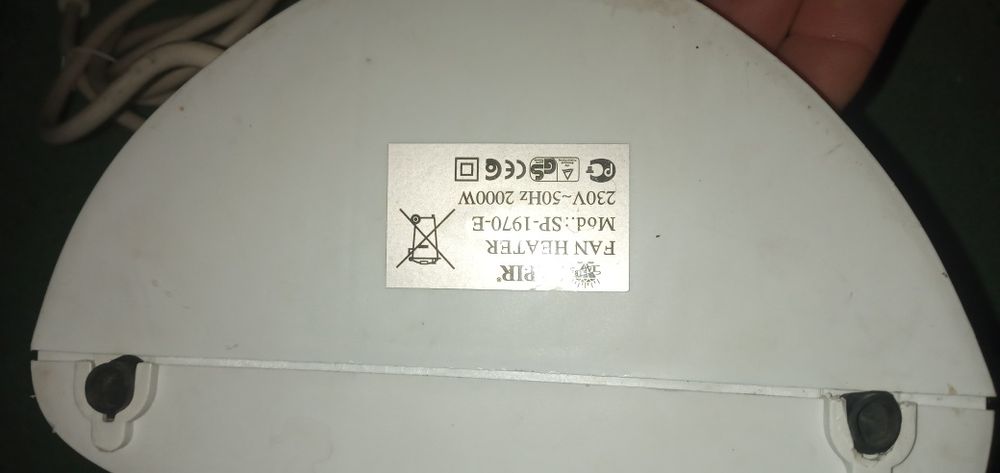 FAN HEATER
Mod.:SP-1970-E
230V~50Hz 2000W